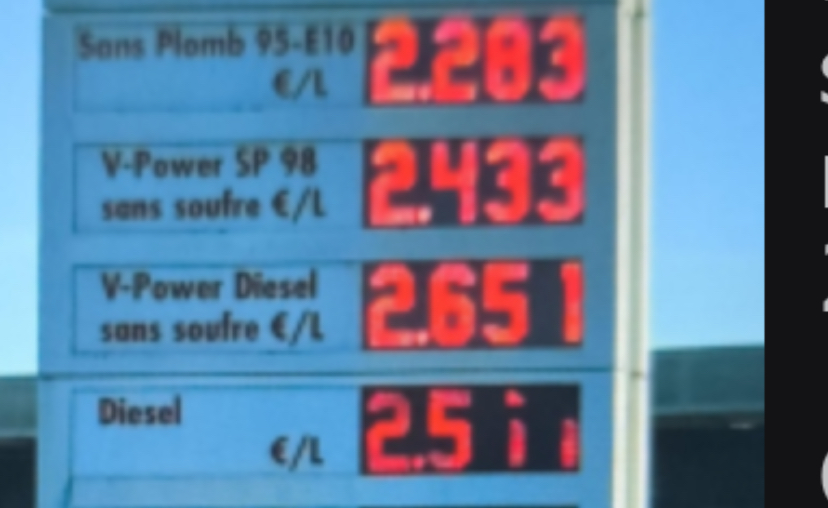 Sans Plomb 95-E10 2.283
€/L
V-Power SP 98 2.433
sans soufre €/L
V-Power Diesel 2.651
sans soufre €/L
Diesel 2.5
€/L